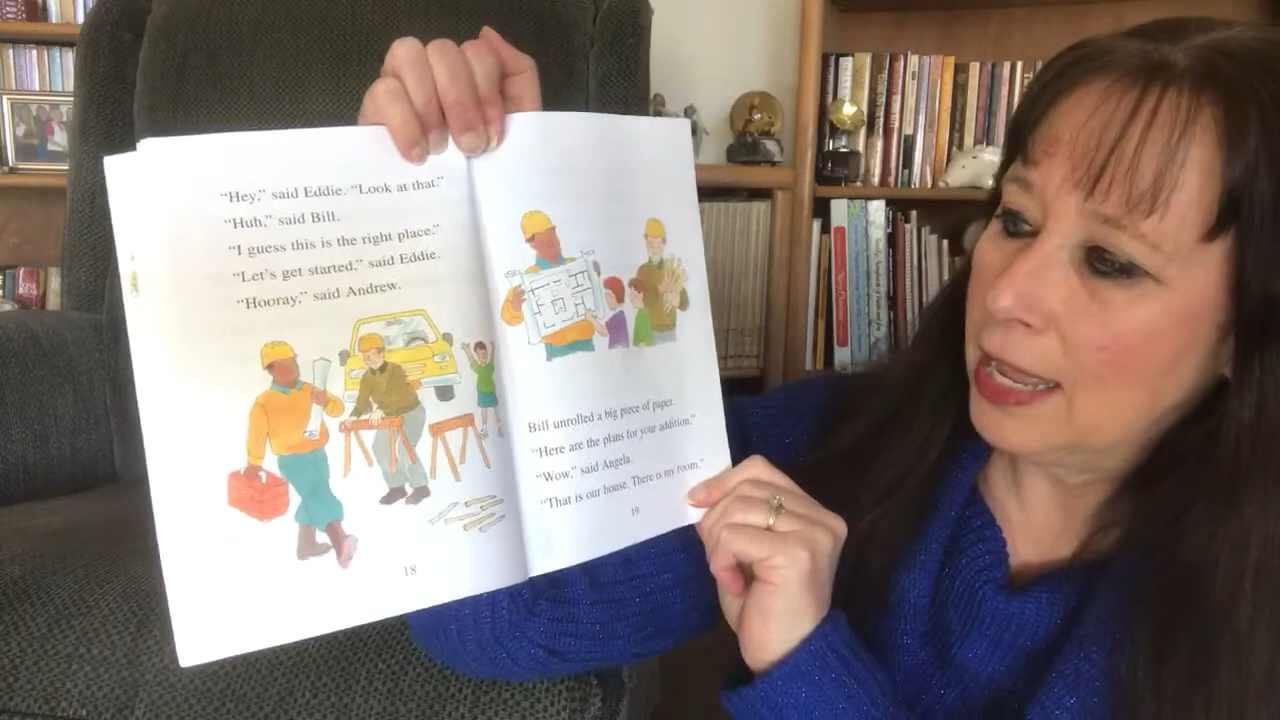 “Hey,” said Eddie. “Look at that.”
“Huh,” said Bill.
“I guess this is the right place.”
“Let’s get started,” said Eddie.
“Hooray,” said Andrew.
18
Bill unrolled a big piece of paper.
“Here are the plans for your addition.”
“Wow,” said Angela.
“That is our house. There is my room.”
19